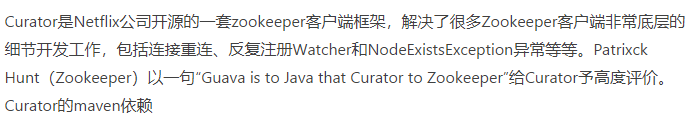 Curator是Netflix公司开源的一套zookeeper客户端框架，解决了很多Zookeeper客户端非常底层的
细节开发工作，包括连接重连、反复注册Watcher和NodeExistsException异常等等。Patrixck
Hunt（Zookeeper）以一句“Guava is to Java that Curator to Zookeeper”给Curator予高度评价。
Curator的maven依赖